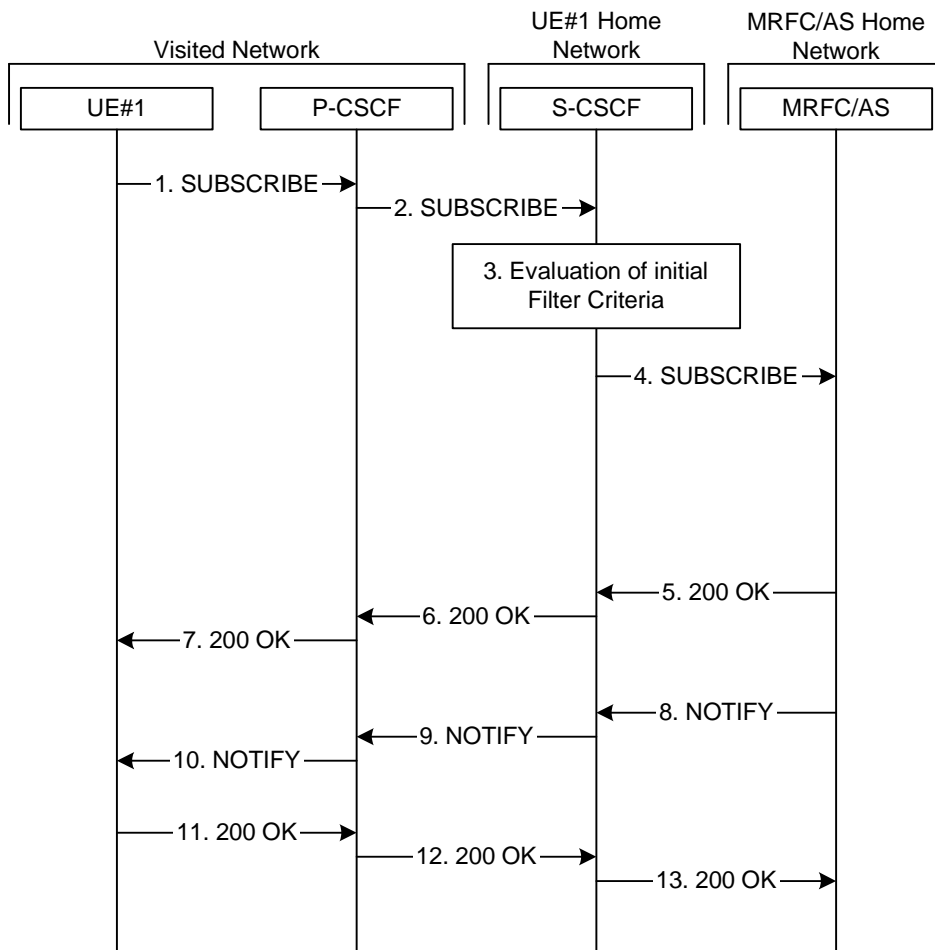 UE#1 Home
Network
MRFC/AS Home
Network
Visited Network
UE#1
P-CSCF
S-CSCF
MRFC/AS
1. SUBSCRIBE
2. SUBSCRIBE
3. Evaluation of initial
Filter Criteria
4. SUBSCRIBE
5. 200 OK
6. 200 OK
7. 200 OK
8. NOTIFY
9. NOTIFY
10. NOTIFY
11. 200 OK
12. 200 OK
13. 200 OK